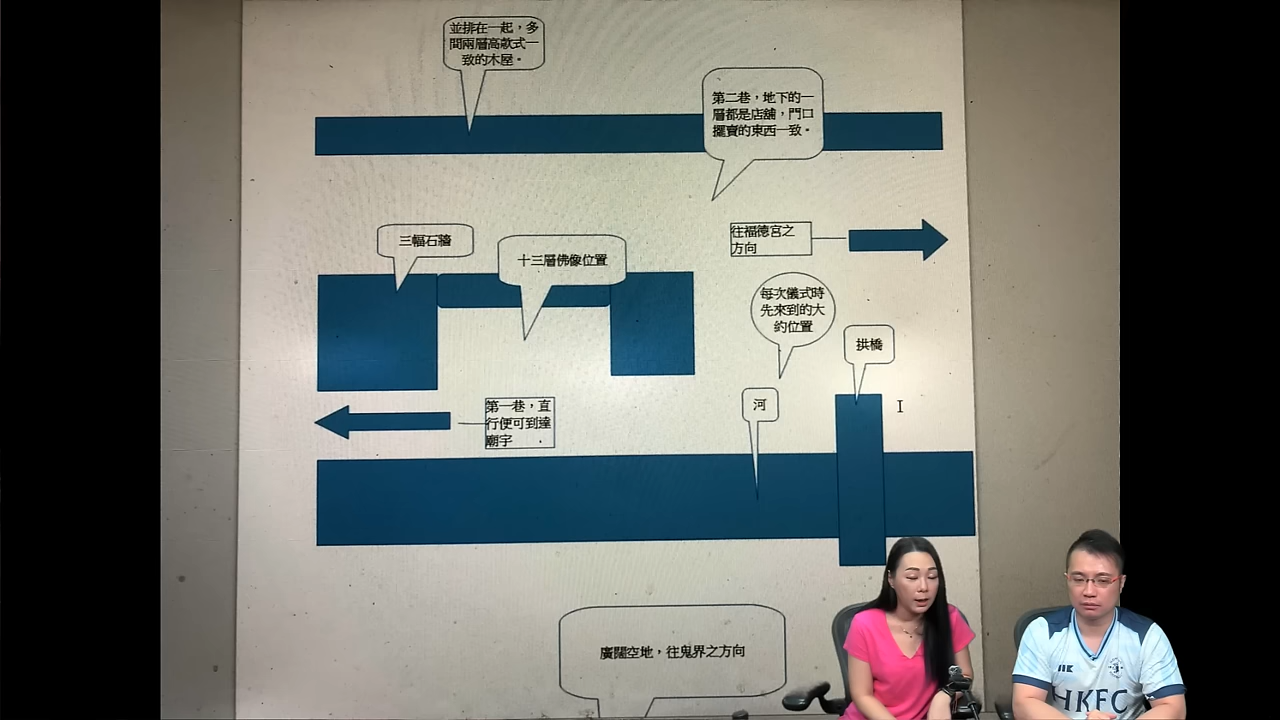 並排在一起，多
間兩層高款式一
致的木屋。
第二巷，地下的一
層都是店舖，門口
擺賣的東西一致。
三幅石牆
十三層佛像位置
往福德宮之
方向
每次儀式時
先來到的大
約位置
拱橋
河
第一巷，直
行便可到達
廟宇
廣闊空地，往鬼界之方向
HKFC